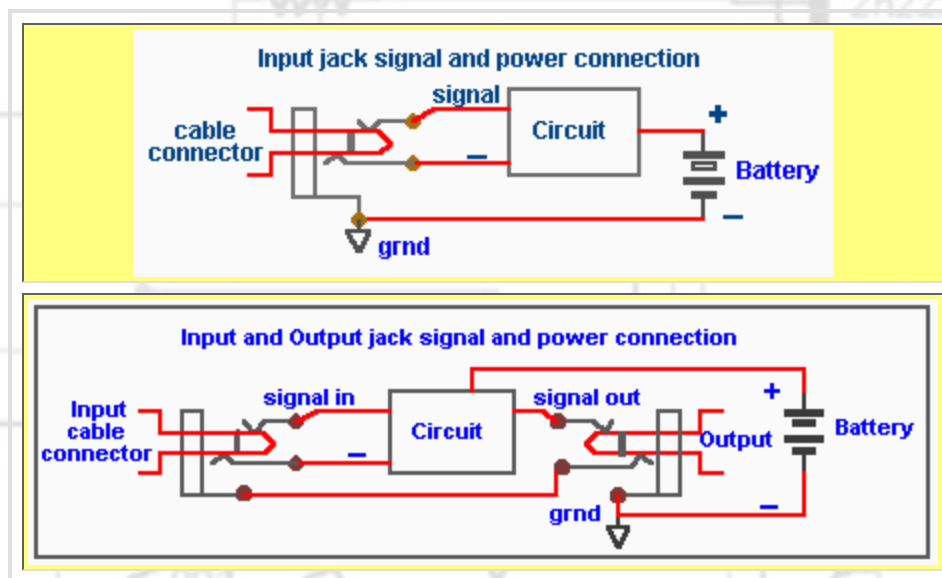 Input jack signal and power connection
signal
+
cable
connector
Circuit
–
Battery
–
grnd
Input and Output jack signal and power connection
+
signal in
signal out
Input
cable
connector
Circuit
Output
Battery
–
grnd
–